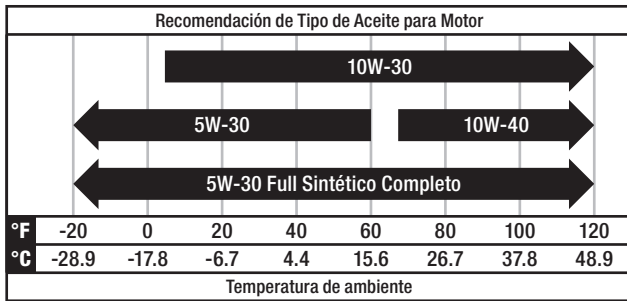 Recomendación de Tipo de Aceite para Motor
10W-30
5W-30 10W-40
5W-30 Full Sintético Completo
°F -20 0 20 40 60 80 100 120
°C -28.9 -17.8 -6.7 4.4 15.6 26.7 37.8 48.9
Temperatura de ambiente